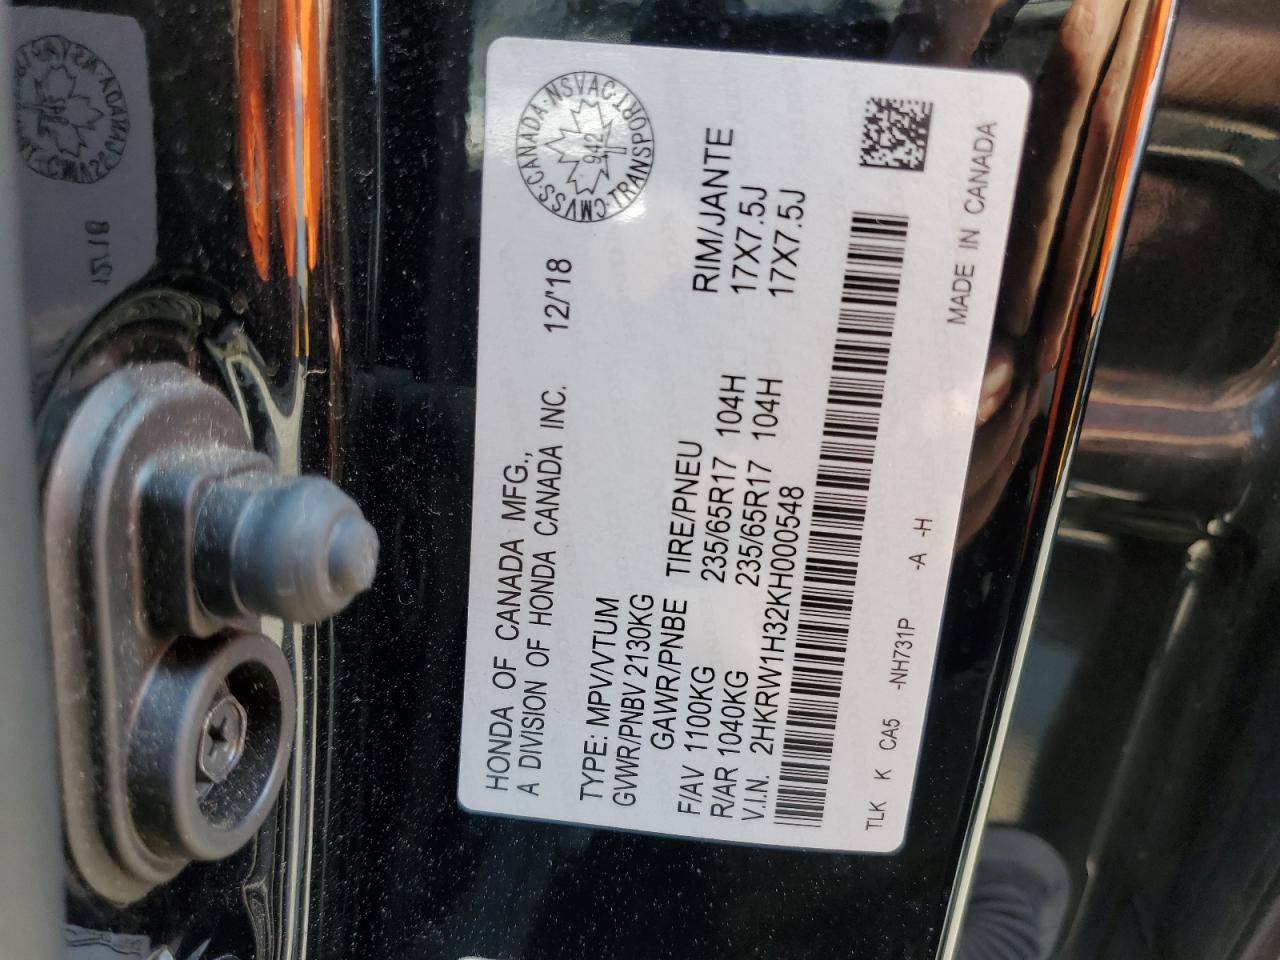 HONDA OF CANADA MFG.,
A DIVISION OF HONDA CANADA INC. 12/'18
CMVSS·CANADA·NSVAC·TRANSPORT·
942
TYPE: MPV/VTUM
GVWR/PNBV 2130KG
GAWR/PNBE TIRE/PNEU RIM/JANTE
F/AV 1100KG 235/65R17 104H 17X7.5J
R/AR 1040KG 235/65R17 104H 17X7.5J
V.I.N. 2HKRW1H32KH000548
TLK K CA5 -NH731P -A -H
MADE IN CANADA
12/'18